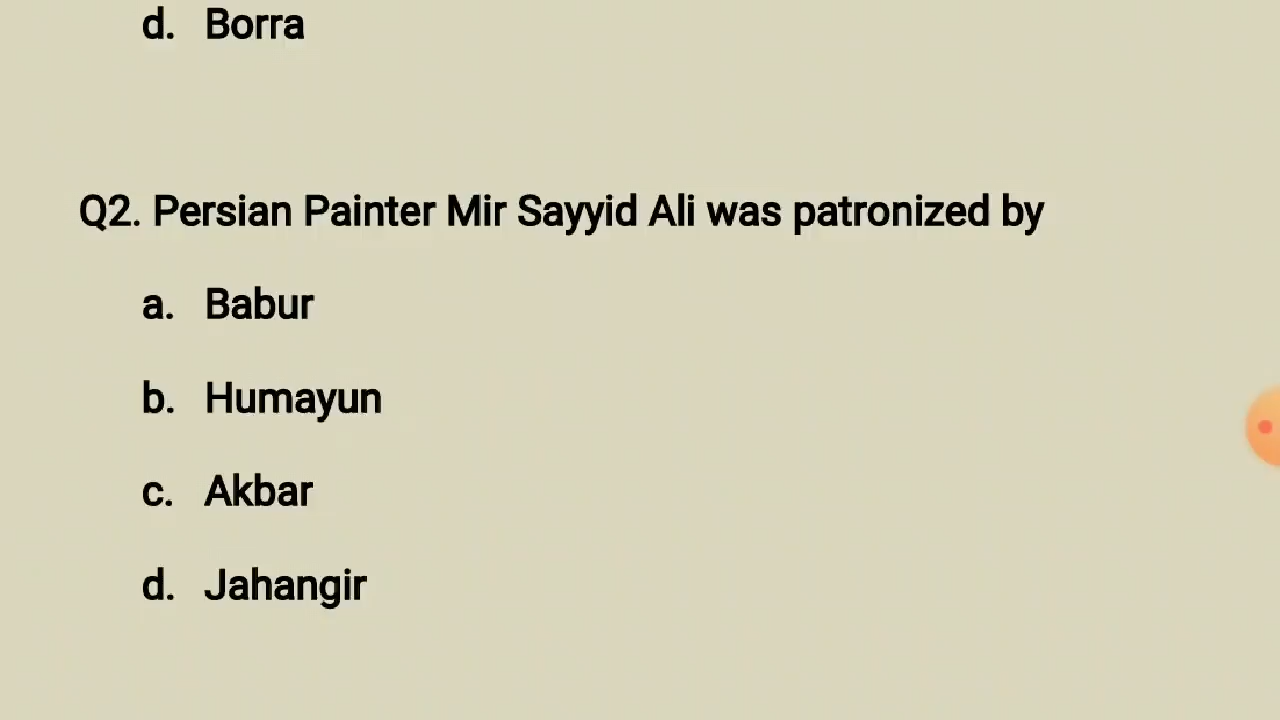 d. Borra
Q2. Persian Painter Mir Sayyid Ali was patronized by
a. Babur
b. Humayun
c. Akbar
d. Jahangir